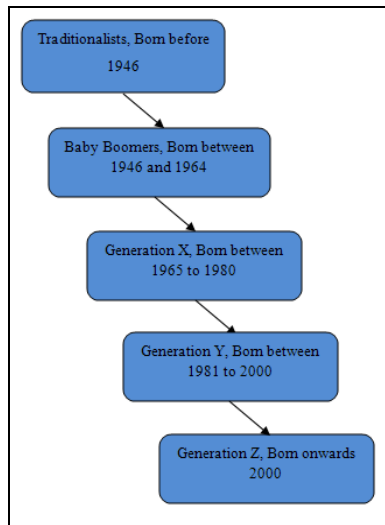 Traditionalists, Born before
1946
Baby Boomers, Born between
1946 and 1964
Generation X, Born between
1965 to 1980
Generation Y, Born between
1981 to 2000
Generation Z, Born onwards
2000